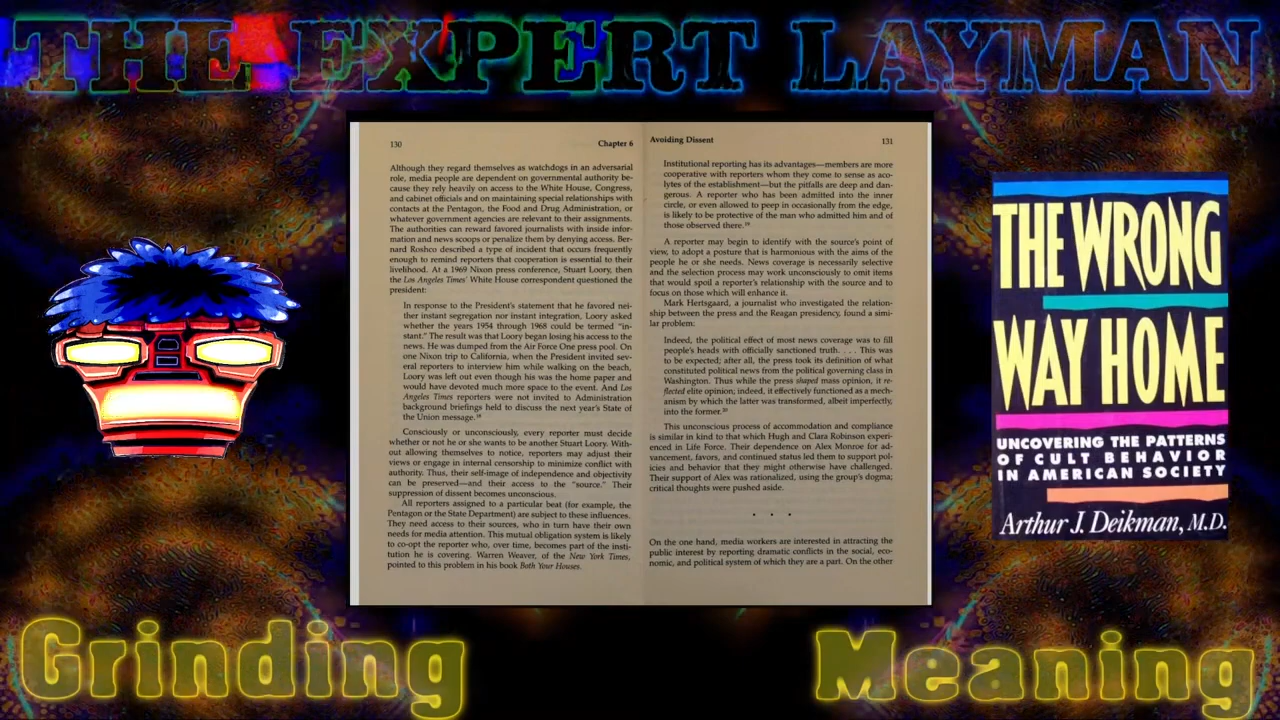 THE EXPERT LAYMAN
130
Chapter 6
Although they regard themselves as watchdogs in an adversarial
role, media people are dependent on governmental authority be-
cause they rely heavily on access to the White House, Congress,
and cabinet officials and on maintaining special relationships with
contacts at the Pentagon, the Food and Drug Administration, or
whatever government agencies are relevant to their assignments.
The authorities can reward favored journalists with inside infor-
mation and news scoops or penalize them by denying access. Ber-
nard Roshco described a type of incident that occurs frequently
enough to remind reporters that cooperation is essential to their
livelihood. At a 1969 Nixon press conference, Stuart Loory, then
the Los Angeles Times' White House correspondent questioned the
president:
In response to the President's statement that he favored nei-
ther instant segregation nor instant integration, Loory asked
whether the years 1954 through 1968 could be termed "in-
stant." The result was that Loory began losing his access to the
news. He was dumped from the Air Force One press pool. On
one Nixon trip to California, when the President invited sev-
eral reporters to interview him while walking on the beach,
Loory was left out even though his was the home paper and
would have devoted much more space to the event. And Los
Angeles Times reporters were not invited to Administration
background briefings held to discuss the next year's State of
the Union message.¹⁸
Consciously or unconsciously, every reporter must decide
whether or not he or she wants to be another Stuart Loory. With-
out allowing themselves to notice, reporters may adjust their
views or engage in internal censorship to minimize conflict with
authority. Thus, their self-image of independence and objectivity
can be preserved—and their access to the "source." Their
suppression of dissent becomes unconscious.
All reporters assigned to a particular beat (for example, the
Pentagon or the State Department) are subject to these influences.
They need access to their sources, who in turn have their own
needs for media attention. This mutual obligation system is likely
to co-opt the reporter who, over time, becomes part of the insti-
tution he is covering. Warren Weaver, of the New York Times,
pointed to this problem in his book Both Your Houses.
Avoiding Dissent
131
Institutional reporting has its advantages—members are more
cooperative with reporters whom they come to sense as aco-
lytes of the establishment—but the pitfalls are deep and dan-
gerous. A reporter who has been admitted into the inner
circle, or even allowed to peep in occasionally from the edge,
is likely to be protective of the man who admitted him and of
those observed there.¹⁹
A reporter may begin to identify with the source's point of
view, to adopt a posture that is harmonious with the aims of the
people he or she needs. News coverage is necessarily selective
and the selection process may work unconsciously to omit items
that would spoil a reporter's relationship with the source and to
focus on those which will enhance it.
Mark Hertsgaard, a journalist who investigated the relation-
ship between the press and the Reagan presidency, found a simi-
lar problem:
Indeed, the political effect of most news coverage was to fill
people's heads with officially sanctioned truth. . . . This was
to be expected; after all, the press took its definition of what
constituted political news from the political governing class in
Washington. Thus while the press shaped mass opinion, it re-
flected elite opinion; indeed, it effectively functioned as a mech-
anism by which the latter was transformed, albeit imperfectly,
into the former.²⁰
This unconscious process of accommodation and compliance
is similar in kind to that which Hugh and Clara Robinson experi-
enced in Life Force. Their dependence on Alex Monroe for ad-
vancement, favors, and continued status led them to support pol-
icies and behavior that they might otherwise have challenged.
Their support of Alex was rationalized, using the group's dogma;
critical thoughts were pushed aside.
. . .
On the one hand, media workers are interested in attracting the
public interest by reporting dramatic conflicts in the social, eco-
nomic, and political system of which they are a part. On the other
THE WRONG
WAY HOME
UNCOVERING THE PATTERNS
OF CULT BEHAVIOR
IN AMERICAN SOCIETY
Arthur J. Deikman, M.D.
Grinding
Meaning